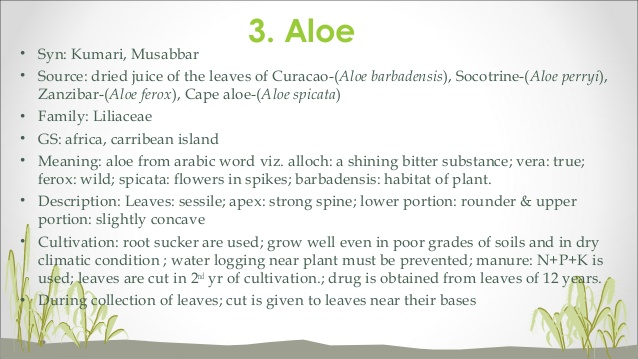 3. Aloe
• Syn: Kumari, Musabbar
• Source: dried juice of the leaves of Curacao-(Aloe barbadensis), Socotrine-(Aloe perryi),
Zanzibar-(Aloe ferox), Cape aloe-(Aloe spicata)
• Family: Liliaceae
• GS: africa, carribean island
• Meaning: aloe from arabic word viz. alloch: a shining bitter substance; vera: true;
ferox: wild; spicata: flowers in spikes; barbadensis: habitat of plant.
• Description: Leaves: sessile; apex: strong spine; lower portion: rounder & upper
portion: slightly concave
• Cultivation: root sucker are used; grow well even in poor grades of soils and in dry
climatic condition ; water logging near plant must be prevented; manure: N+P+K is
used; leaves are cut in 2nd yr of cultivation.; drug is obtained from leaves of 12 years.
• During collection of leaves; cut is given to leaves near their bases